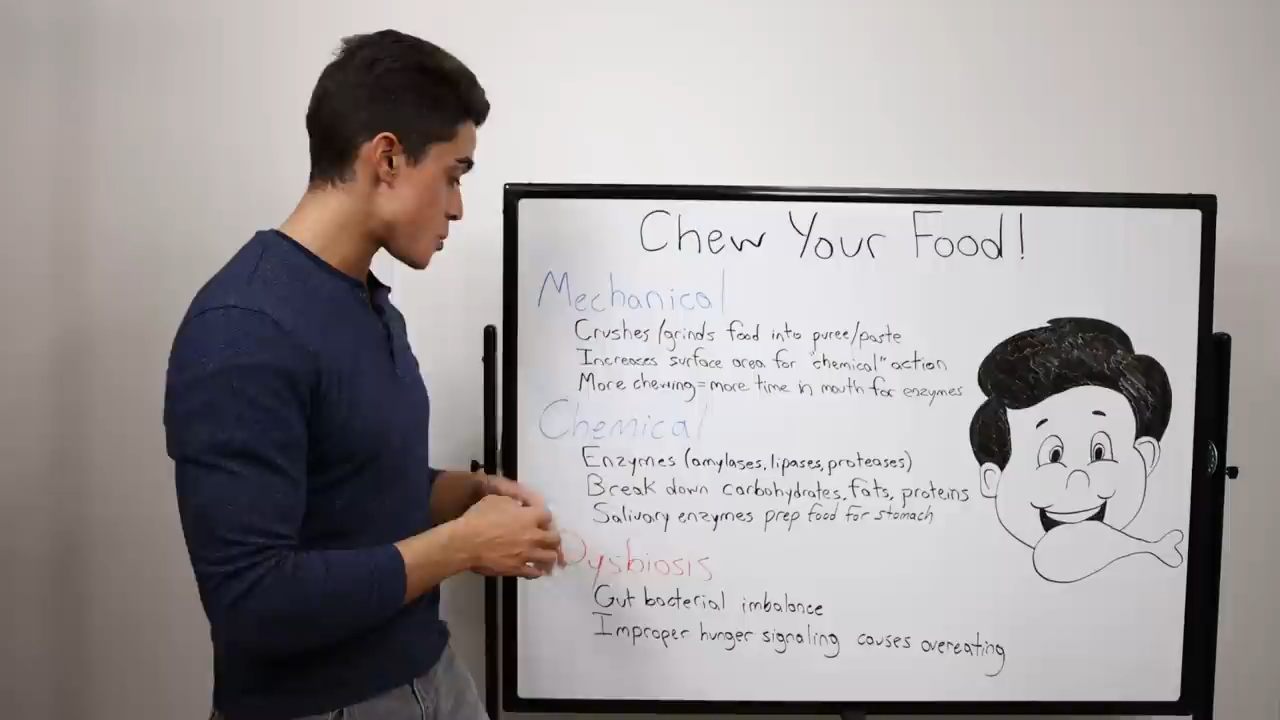 Chew Your Food!
Mechanical
Crushes/grinds food into puree/paste
Increases surface area for "chemical" action
More chewing=more time in mouth for enzymes
Chemical
Enzymes (amylases, lipases, proteases)
Break down carbohydrates, fats, proteins
Salivary enzymes prep food for stomach
Dysbiosis
Gut bacterial imbalance
Improper hunger signaling causes overeating